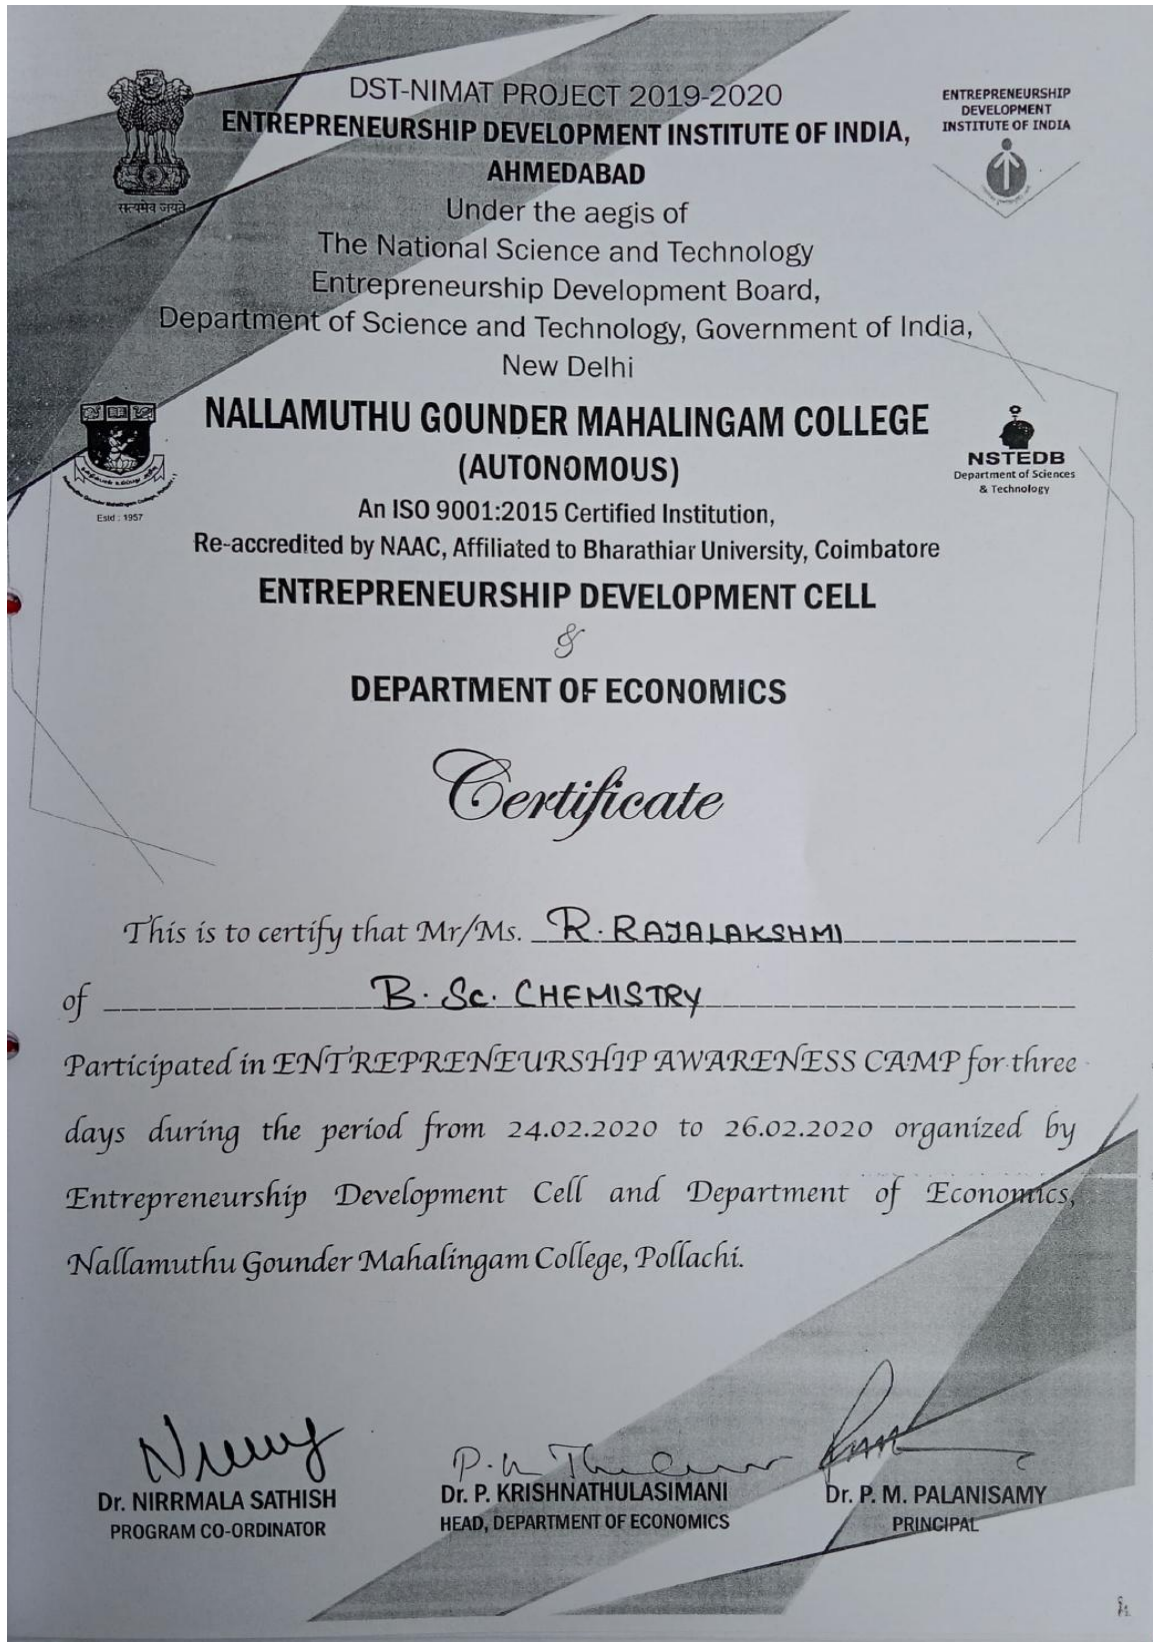 DST-NIMAT PROJECT 2019-2020
ENTREPRENEURSHIP DEVELOPMENT INSTITUTE OF INDIA,
AHMEDABAD
सत्यमेव जयते
ENTREPRENEURSHIP
DEVELOPMENT
INSTITUTE OF INDIA
Under the aegis of
The National Science and Technology
Entrepreneurship Development Board,
Department of Science and Technology, Government of India,
New Delhi
NALLAMUTHU GOUNDER MAHALINGAM COLLEGE
(AUTONOMOUS)
Estd : 1957
NSTEDB
Department of Sciences
& Technology
An ISO 9001:2015 Certified Institution,
Re-accredited by NAAC, Affiliated to Bharathiar University, Coimbatore
ENTREPRENEURSHIP DEVELOPMENT CELL
&
DEPARTMENT OF ECONOMICS
Certificate
This is to certify that Mr/Ms. R. RAJALAKSHMI
of B. Sc. CHEMISTRY
Participated in ENTREPRENEURSHIP AWARENESS CAMP for three
days during the period from 24.02.2020 to 26.02.2020 organized by
Entrepreneurship Development Cell and Department of Economics,
Nallamuthu Gounder Mahalingam College, Pollachi.
Dr. NIRRMALA SATHISH
PROGRAM CO-ORDINATOR
Dr. P. KRISHNATHULASIMANI
HEAD, DEPARTMENT OF ECONOMICS
Dr. P. M. PALANISAMY
PRINCIPAL